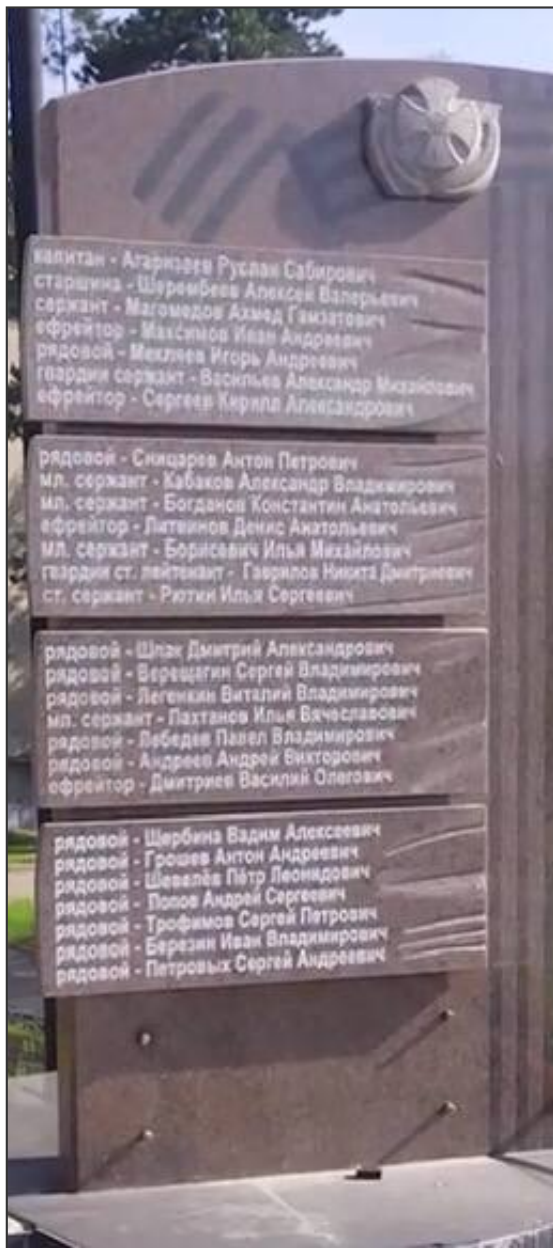 капитан - Агаризаев Руслан Сабирович
старшина - Шерембеев Алексей Валерьевич
сержант - Магомедов Ахмед Гамзатович
ефрейтор - Максимов Иван Андреевич
рядовой - Меклеев Игорь Андреевич
гвардии сержант - Васильев Александр Михайлович
ефрейтор - Сергеев Кирилл Александрович
рядовой - Сницарев Антон Петрович
мл. сержант - Кабаков Александр Владимирович
мл. сержант - Богданов Константин Анатольевич
ефрейтор - Литвинов Денис Анатольевич
мл. сержант - Борисевич Илья Михайлович
гвардии ст. лейтенант - Гаврилов Никита Дмитриевич
ст. сержант - Рютин Илья Сергеевич
рядовой - Шпак Дмитрий Александрович
рядовой - Верещагин Сергей Владимирович
рядовой - Легенкин Виталий Владимирович
мл. сержант - Пахтанов Илья Вячеславович
рядовой - Лебедев Павел Владимирович
рядовой - Андреев Андрей Викторович
ефрейтор - Дмитриев Василий Олегович
рядовой - Щербина Вадим Алексеевич
рядовой - Грошев Антон Андреевич
рядовой - Шевелёв Пётр Леонидович
рядовой - Попов Андрей Сергеевич
рядовой - Трофимов Сергей Петрович
рядовой - Березин Иван Владимирович
рядовой - Петровых Сергей Андреевич